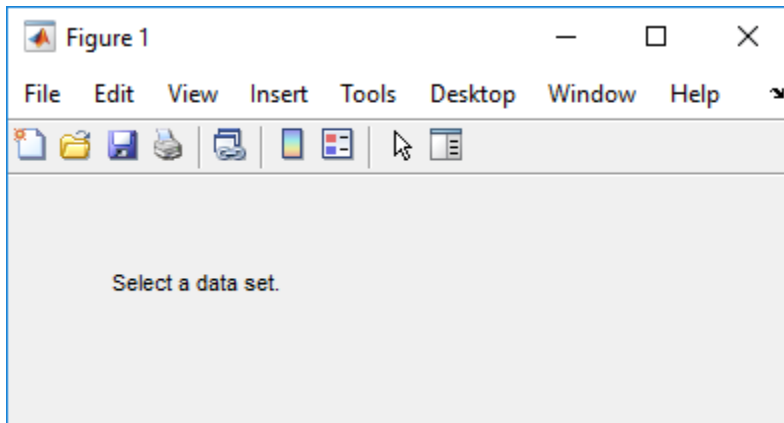 Figure 1
File Edit View Insert Tools Desktop Window Help
Select a data set.